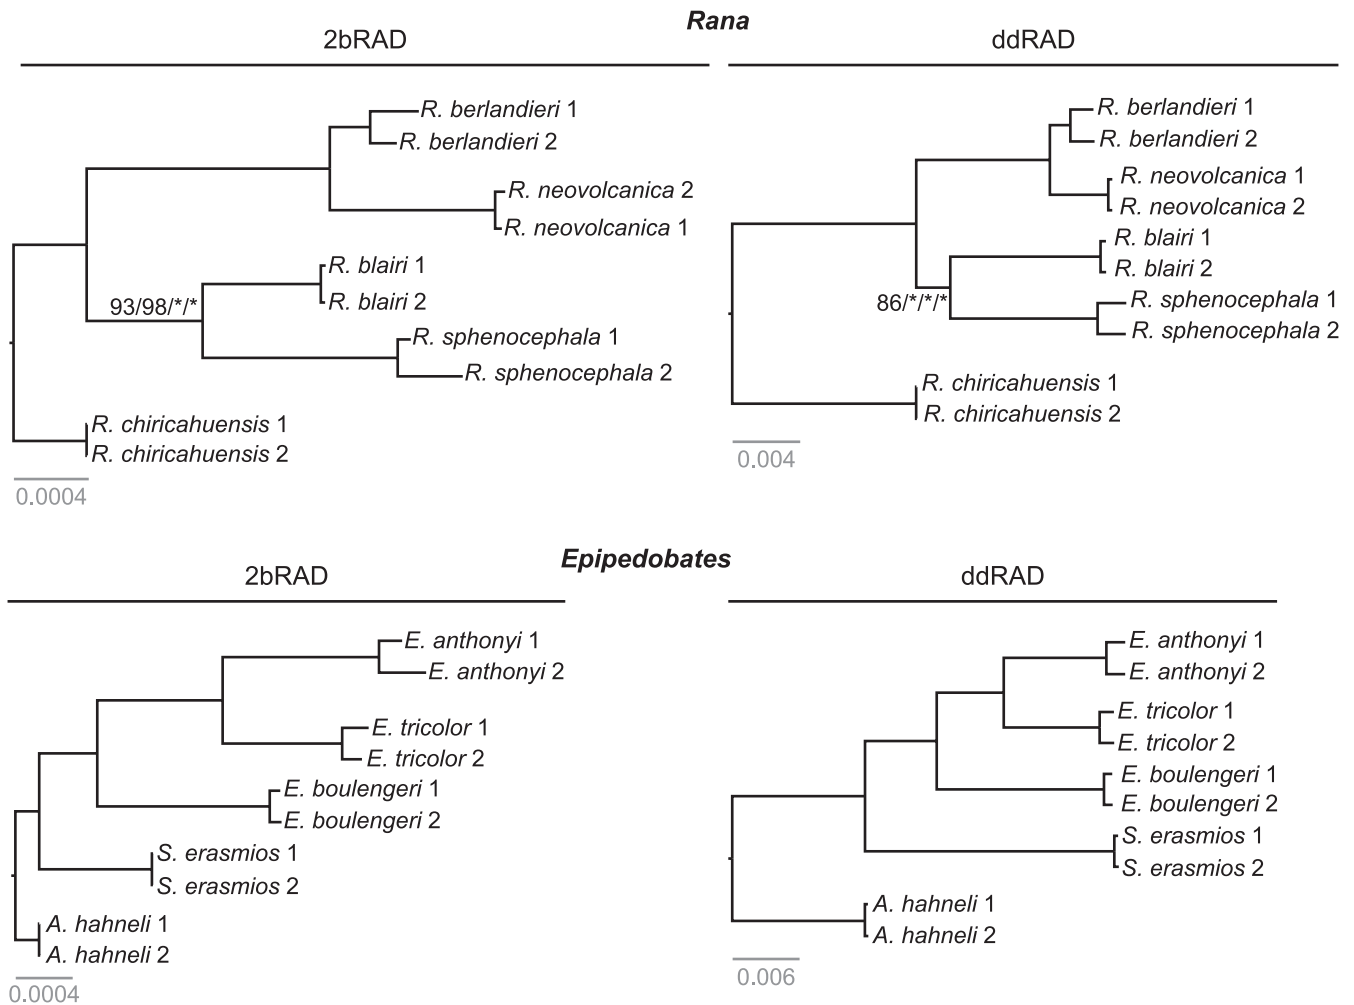 Rana
2bRAD
ddRAD
R. berlandieri 1
R. berlandieri 2
R. neovolcanica 2
R. neovolcanica 1
R. blairi 1
R. blairi 2
93/98/*/*
R. sphenocephala 1
R. sphenocephala 2
R. chiricahuensis 1
R. chiricahuensis 2
0.0004
R. berlandieri 1
R. berlandieri 2
R. neovolcanica 1
R. neovolcanica 2
R. blairi 1
R. blairi 2
86/*/*/*
R. sphenocephala 1
R. sphenocephala 2
R. chiricahuensis 1
R. chiricahuensis 2
0.004
Epipedobates
2bRAD
ddRAD
E. anthonyi 1
E. anthonyi 2
E. tricolor 1
E. tricolor 2
E. boulengeri 1
E. boulengeri 2
S. erasmios 1
S. erasmios 2
A. hahneli 1
A. hahneli 2
0.0004
E. anthonyi 1
E. anthonyi 2
E. tricolor 1
E. tricolor 2
E. boulengeri 1
E. boulengeri 2
S. erasmios 1
S. erasmios 2
A. hahneli 1
A. hahneli 2
0.006